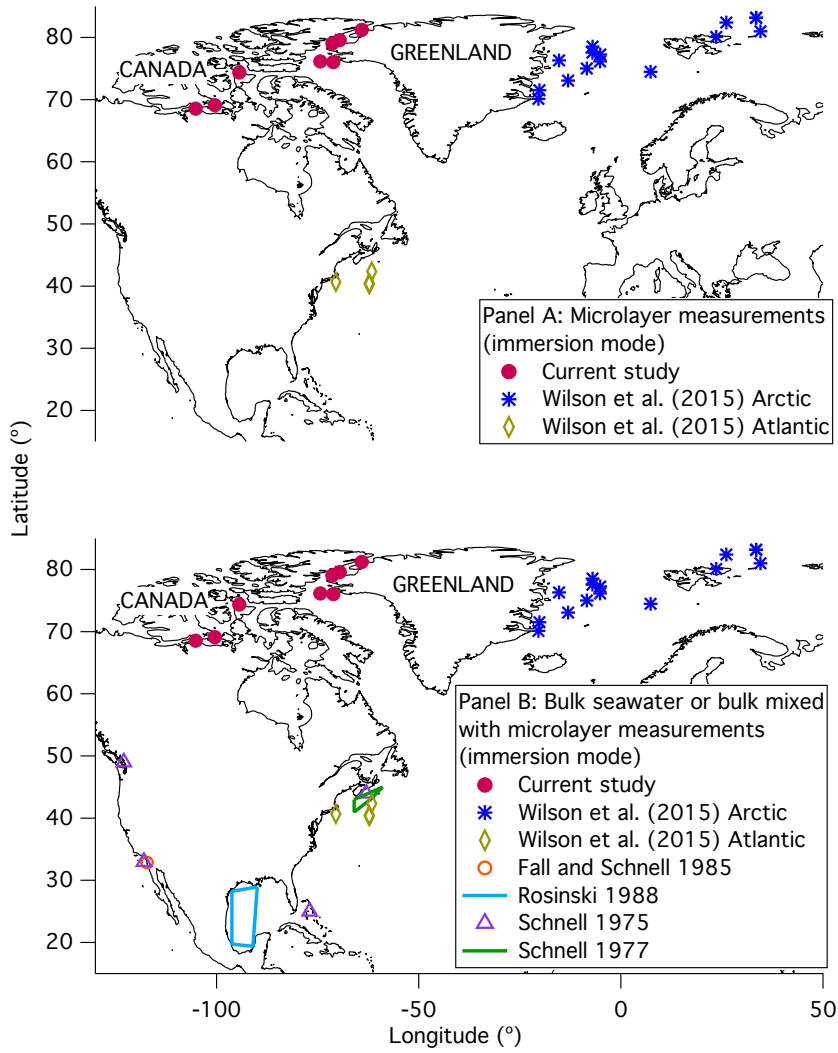 80
70
60
50
40
30
20
CANADA
GREENLAND
Panel A: Microlayer measurements
(immersion mode)
Current study
Wilson et al. (2015) Arctic
Wilson et al. (2015) Atlantic
Latitude (°)
80
70
60
50
40
30
20
CANADA
GREENLAND
Panel B: Bulk seawater or bulk mixed
with microlayer measurements
(immersion mode)
Current study
Wilson et al. (2015) Arctic
Wilson et al. (2015) Atlantic
Fall and Schnell 1985
Rosinski 1988
Schnell 1975
Schnell 1977
-100 -50 0 50
Longitude (°)